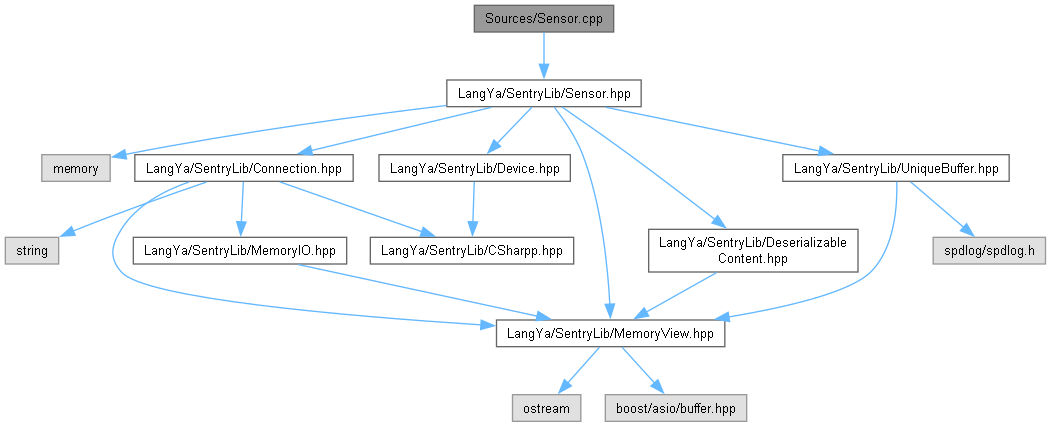 Sources/Sensor.cpp
LangYa/SentryLib/Sensor.hpp
memory
LangYa/SentryLib/Connection.hpp
LangYa/SentryLib/Device.hpp
LangYa/SentryLib/UniqueBuffer.hpp
string
LangYa/SentryLib/MemoryIO.hpp
LangYa/SentryLib/CSharpp.hpp
LangYa/SentryLib/Deserializable
Content.hpp
spdlog/spdlog.h
LangYa/SentryLib/MemoryView.hpp
ostream
boost/asio/buffer.hpp